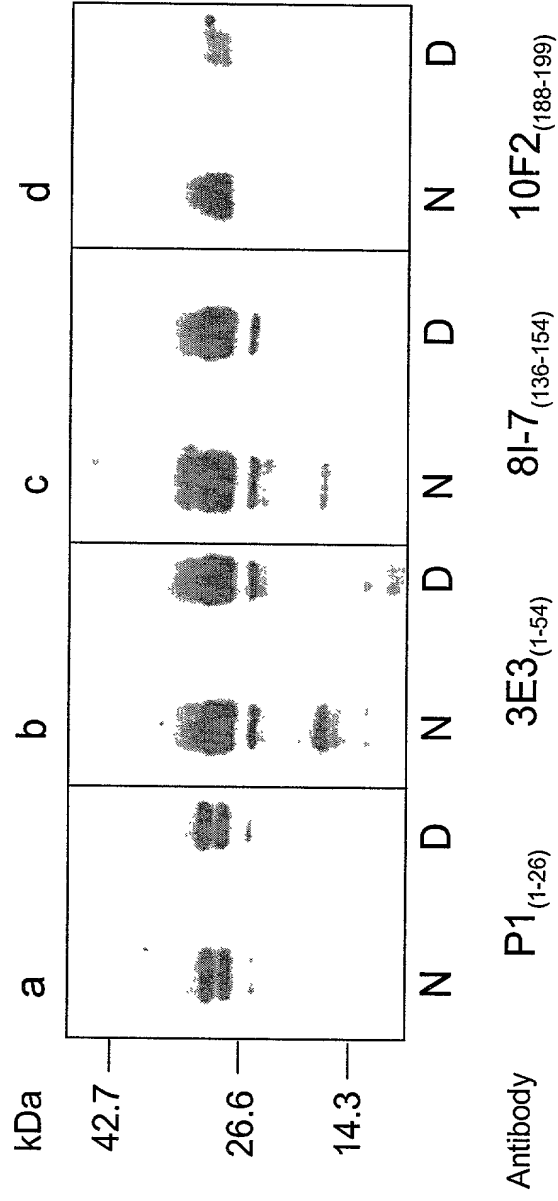 kDa a b c d
42.7
26.6
14.3
N D N D N D N D
Antibody P1(1-26) 3E3(1-54) 8I-7(136-154) 10F2(188-199)